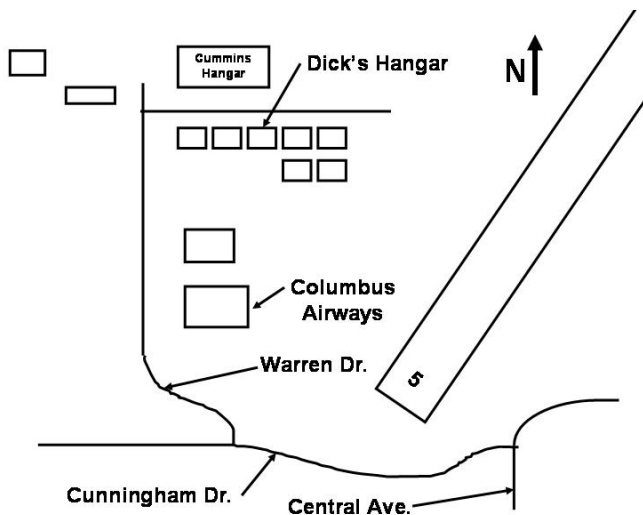 Cummins
Hangar
Dick's Hangar
N
Columbus
Airways
Warren Dr.
5
Cunningham Dr.
Central Ave.